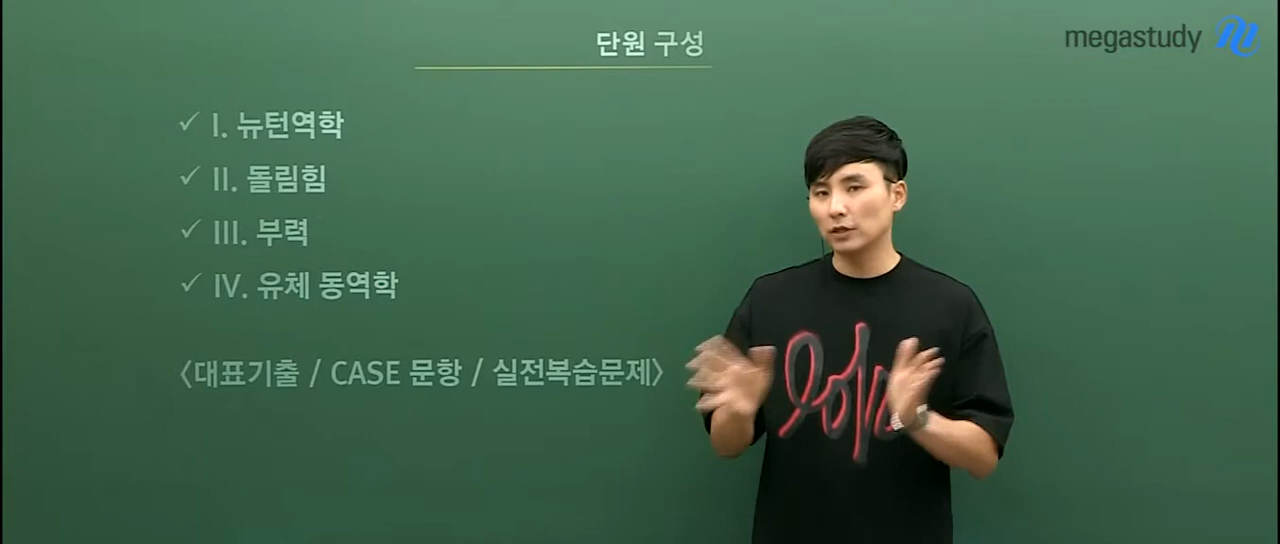 단원 구성
megastudy
✓ I. 뉴턴역학
✓ II. 돌림힘
✓ III. 부력
✓ IV. 유체 동역학
〈대표기출 / CASE 문항 / 실전복습문제〉